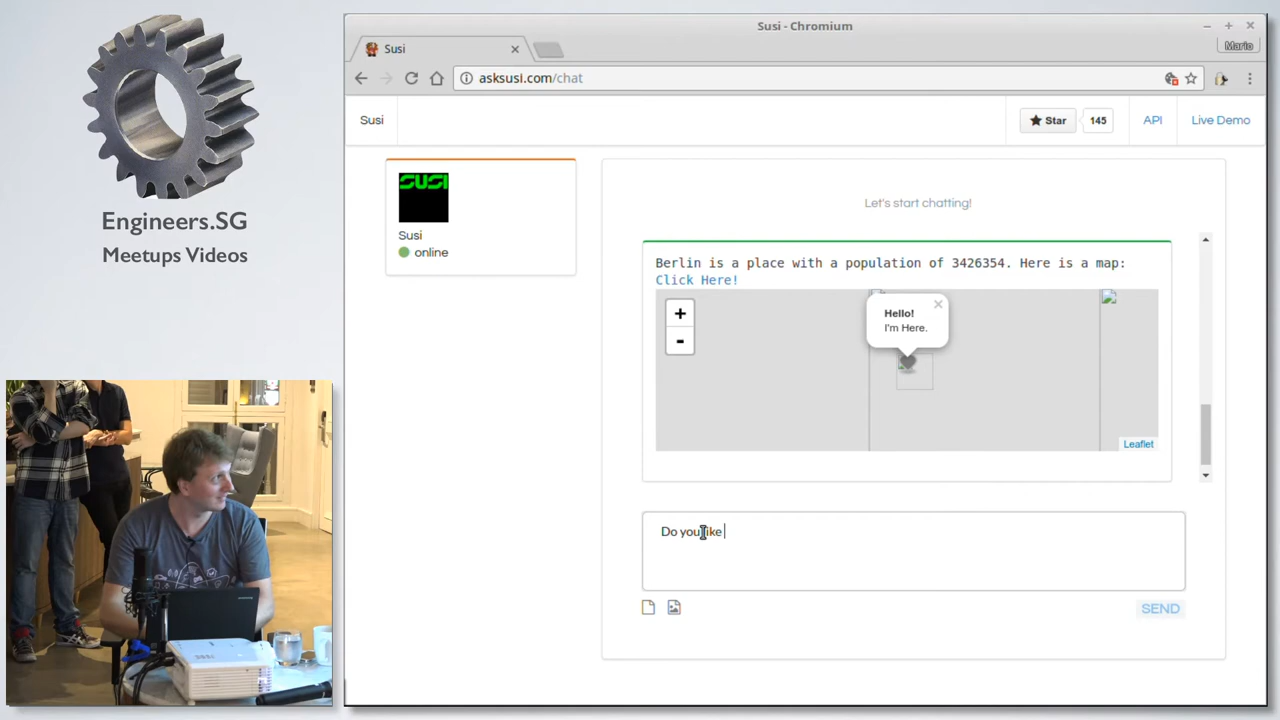 Engineers.SG
Meetups Videos
Susi - Chromium
Susi
Mario
asksusi.com/chat
Susi
Star
145
API
Live Demo
SUSI
Susi
online
Let's start chatting!
Berlin is a place with a population of 3426354. Here is a map:
Click Here!
+
-
Hello!
I'm Here.
Leaflet
Do you like
SEND